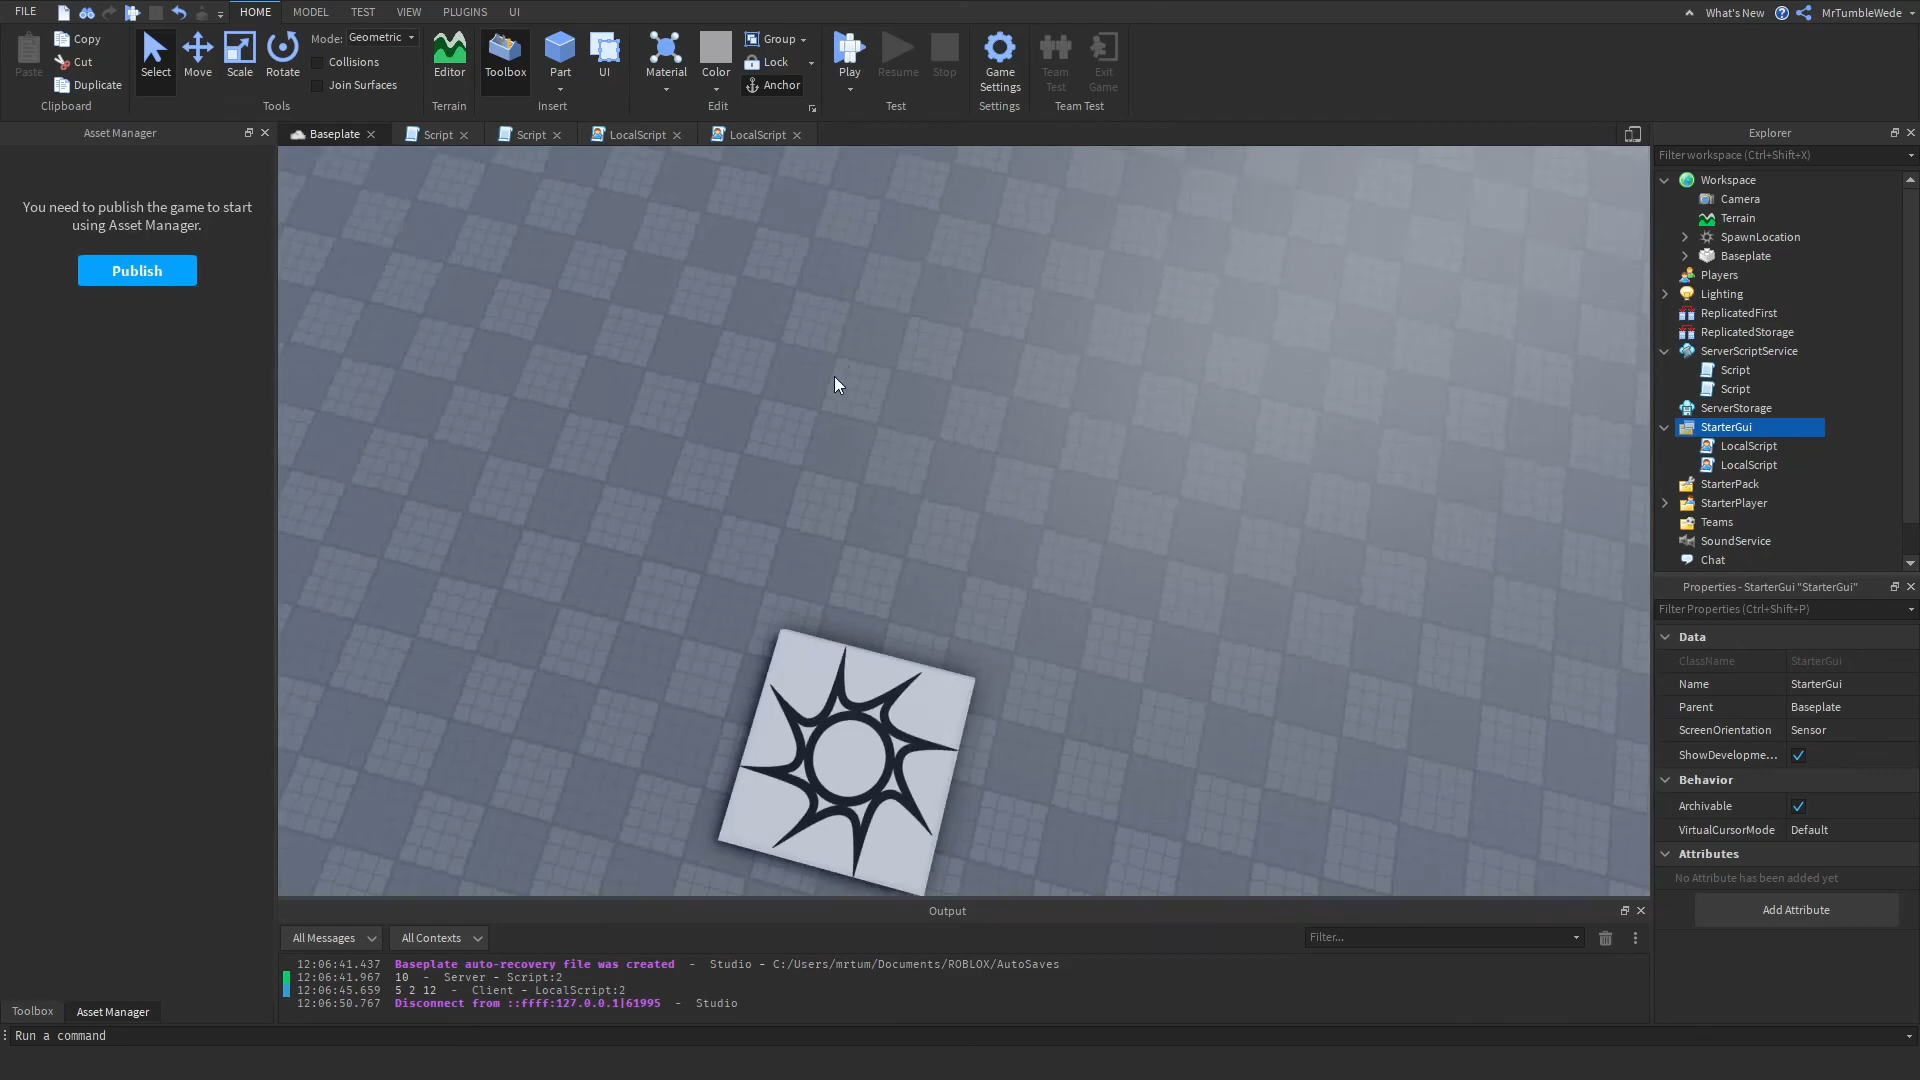 FILE
HOME
MODEL
TEST
VIEW
PLUGINS
UI
What's New
MrTumbleWede
Paste
Copy
Cut
Duplicate
Clipboard
Select
Move
Scale
Rotate
Mode: Geometric
Collisions
Join Surfaces
Tools
Editor
Terrain
Toolbox
Part
UI
Insert
Material
Color
Group
Lock
Anchor
Edit
Play
Resume
Stop
Test
Game
Settings
Settings
Team
Test
Exit
Game
Team Test
Asset Manager
You need to publish the game to start
using Asset Manager.
Publish
Baseplate
Script
Script
LocalScript
LocalScript
Explorer
Filter workspace (Ctrl+Shift+X)
Workspace
Camera
Terrain
SpawnLocation
Baseplate
Players
Lighting
ReplicatedFirst
ReplicatedStorage
ServerScriptService
Script
Script
ServerStorage
StarterGui
LocalScript
LocalScript
StarterPack
StarterPlayer
Teams
SoundService
Chat
Properties - StarterGui "StarterGui"
Filter Properties (Ctrl+Shift+P)
Data
ClassName StarterGui
Name StarterGui
Parent Baseplate
ScreenOrientation Sensor
ShowDevelopme...
Behavior
Archivable
VirtualCursorMode Default
Attributes
No Attribute has been added yet
Add Attribute
Output
All Messages
All Contexts
Filter...
12:06:41.437 Baseplate auto-recovery file was created - Studio - C:/Users/mrtum/Documents/ROBLOX/AutoSaves
12:06:41.967 10 - Server - Script:2
12:06:45.659 5 2 12 - Client - LocalScript:2
12:06:50.767 Disconnect from ::ffff:127.0.0.1|61995 - Studio
Toolbox
Asset Manager
Run a command